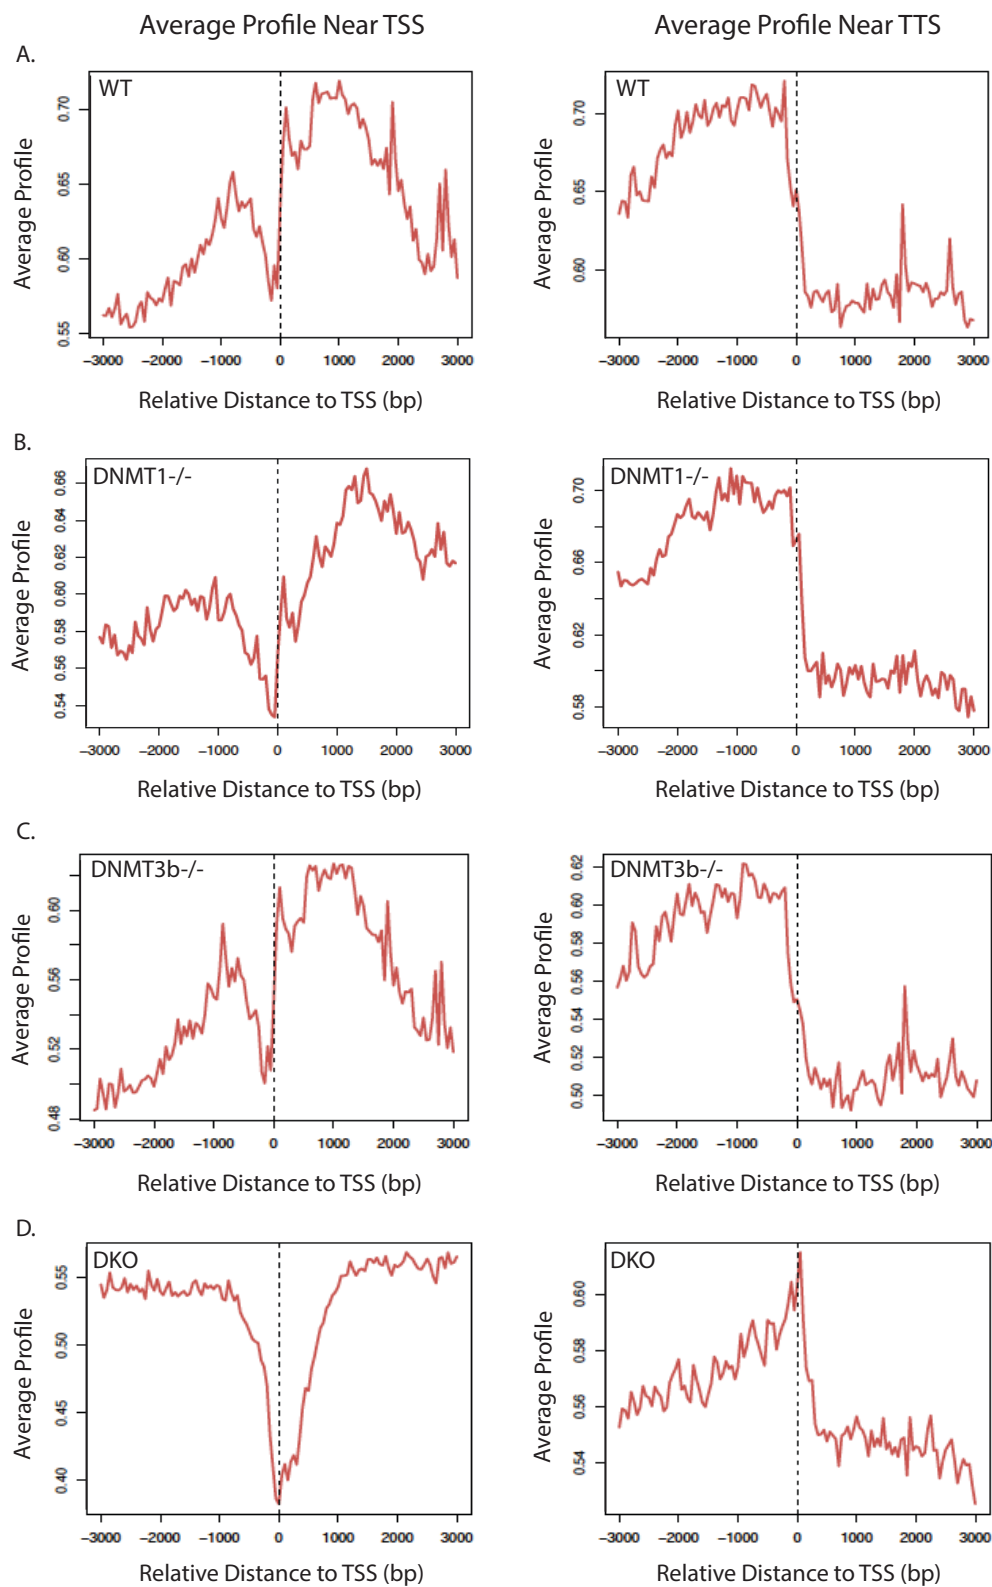 Average Profile Near TSS
Average Profile Near TTS
A.
WT
Average Profile
0.70
0.65
0.60
0.55
−3000 −2000 −1000 0 1000 2000 3000
Relative Distance to TSS (bp)
WT
Average Profile
0.70
0.65
0.60
−3000 −2000 −1000 0 1000 2000 3000
Relative Distance to TSS (bp)
B.
DNMT1-/-
Average Profile
0.66
0.64
0.62
0.60
0.58
0.56
0.54
−3000 −2000 −1000 0 1000 2000 3000
Relative Distance to TSS (bp)
DNMT1-/-
Average Profile
0.70
0.66
0.62
0.58
−3000 −2000 −1000 0 1000 2000 3000
Relative Distance to TSS (bp)
C.
DNMT3b-/-
Average Profile
0.60
0.56
0.52
0.48
−3000 −2000 −1000 0 1000 2000 3000
Relative Distance to TSS (bp)
DNMT3b-/-
Average Profile
0.62
0.60
0.58
0.56
0.54
0.52
0.50
−3000 −2000 −1000 0 1000 2000 3000
Relative Distance to TSS (bp)
D.
DKO
Average Profile
0.55
0.50
0.45
0.40
−3000 −2000 −1000 0 1000 2000 3000
Relative Distance to TSS (bp)
DKO
Average Profile
0.60
0.58
0.56
0.54
−3000 −2000 −1000 0 1000 2000 3000
Relative Distance to TSS (bp)